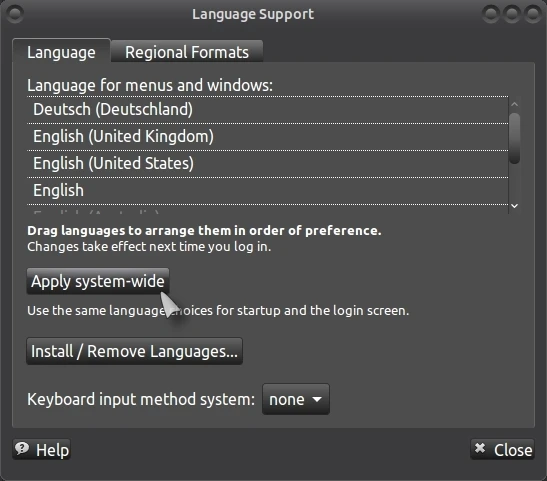 Language Support
Language Regional Formats
Language for menus and windows:
Deutsch (Deutschland)
English (United Kingdom)
English (United States)
English
English (Australia)
Drag languages to arrange them in order of preference.
Changes take effect next time you log in.
Apply system-wide
Use the same language choices for startup and the login screen.
Install / Remove Languages...
Keyboard input method system: none
Help Close